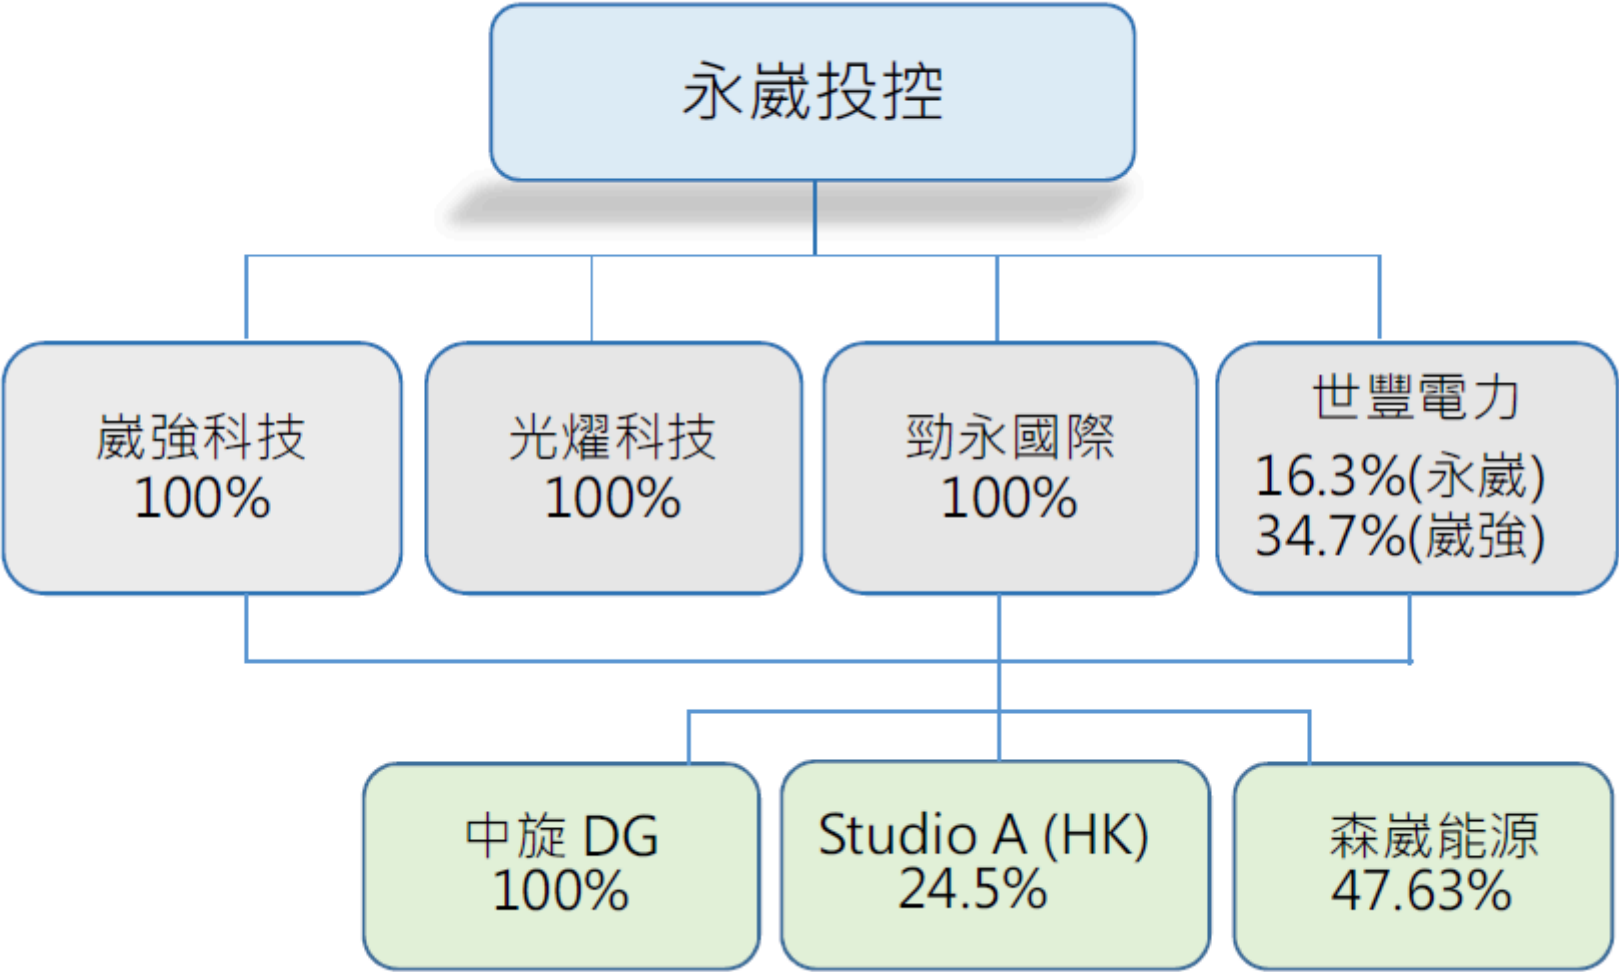 永崴投控
崴強科技
100%
光燿科技
100%
勁永國際
100%
世豐電力
16.3%(永崴)
34.7%(崴強)
中旋 DG
100%
Studio A (HK)
24.5%
森崴能源
47.63%